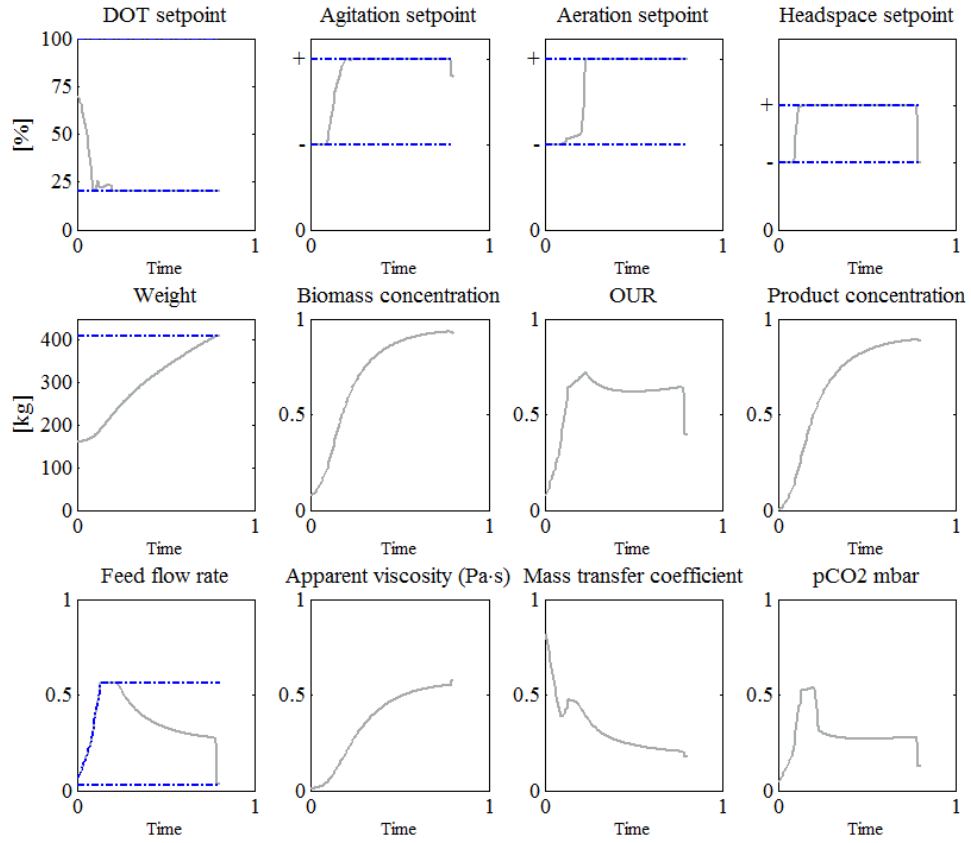 DOT setpoint
Agitation setpoint
Aeration setpoint
Headspace setpoint
[%]
100
75
50
25
0
0
1
Time
+
-
0
0
1
Time
+
-
0
0
1
Time
+
-
0
0
1
Time
Weight
Biomass concentration
OUR
Product concentration
[kg]
400
300
200
100
0
0
1
Time
1
0.5
0
0
1
Time
1
0.5
0
0
1
Time
1
0.5
0
0
1
Time
Feed flow rate
Apparent viscosity (Pa·s)
Mass transfer coefficient
pCO2 mbar
1
0.5
0
0
1
Time
1
0.5
0
0
1
Time
1
0.5
0
0
1
Time
1
0.5
0
0
1
Time